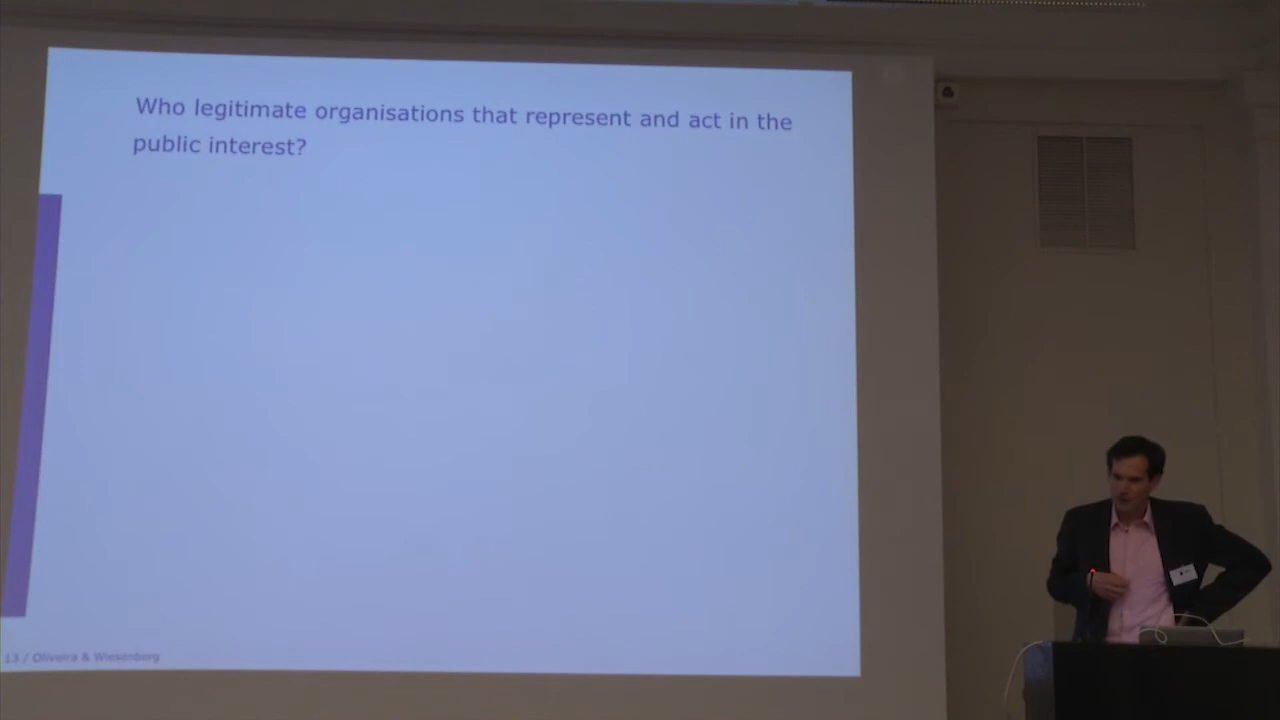 Who legitimate organisations that represent and act in the
public interest?
13 / Oliveira & Wiesenberg